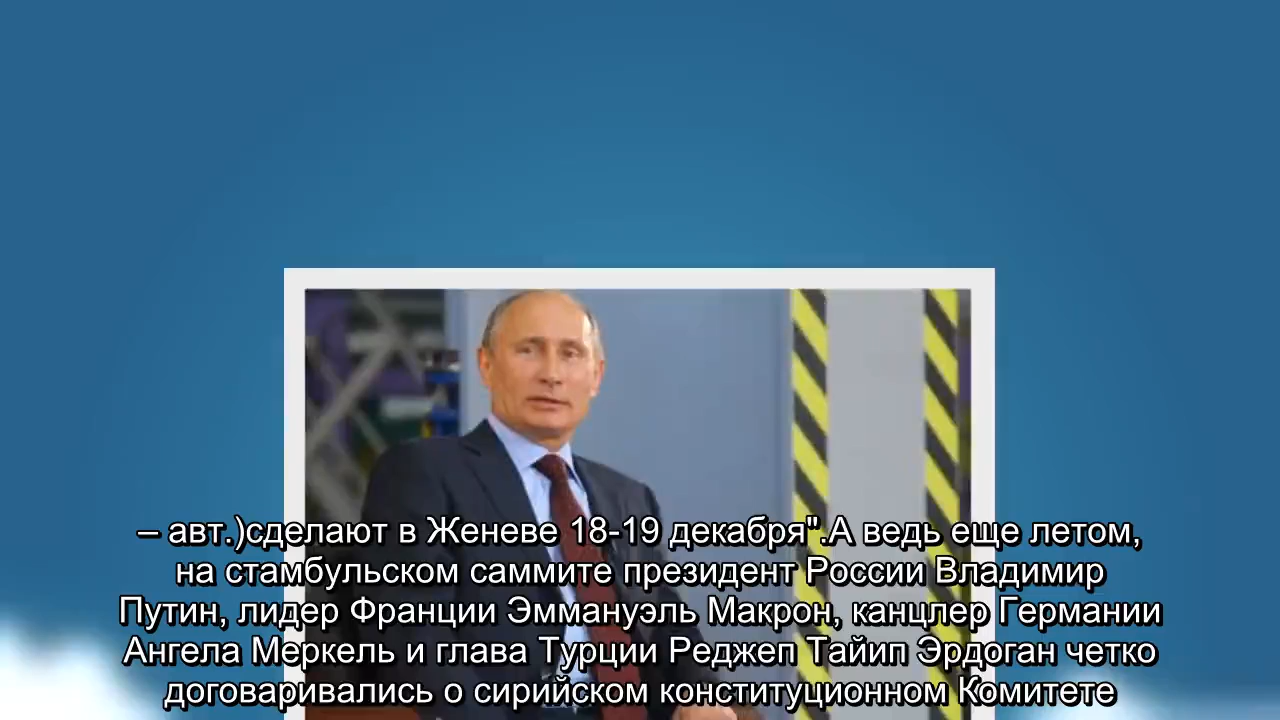 – авт.)сделают в Женеве 18-19 декабря".А ведь еще летом,
на стамбульском саммите президент России Владимир
Путин, лидер Франции Эммануэль Макрон, канцлер Германии
Ангела Меркель и глава Турции Реджеп Тайип Эрдоган четко
договаривались о сирийском конституционном Комитете